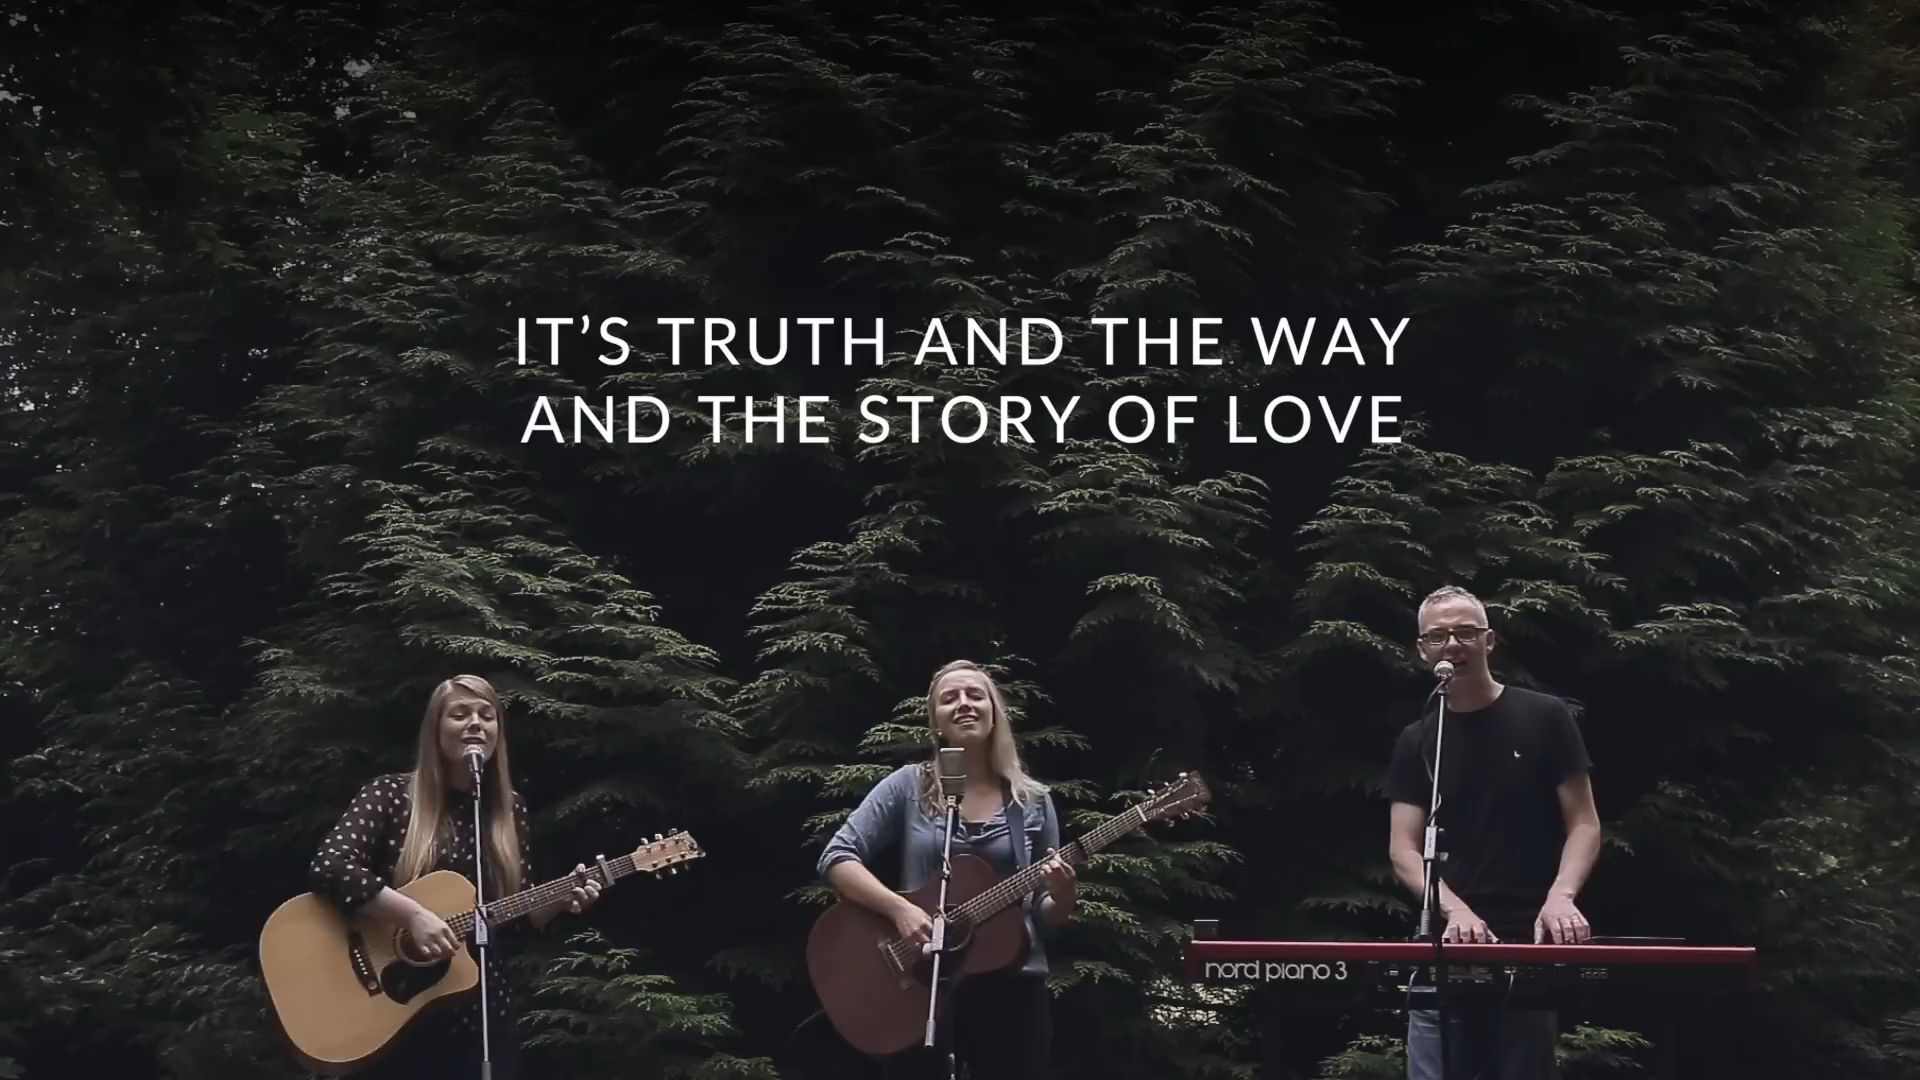 IT’S TRUTH AND THE WAY
AND THE STORY OF LOVE
nord piano 3